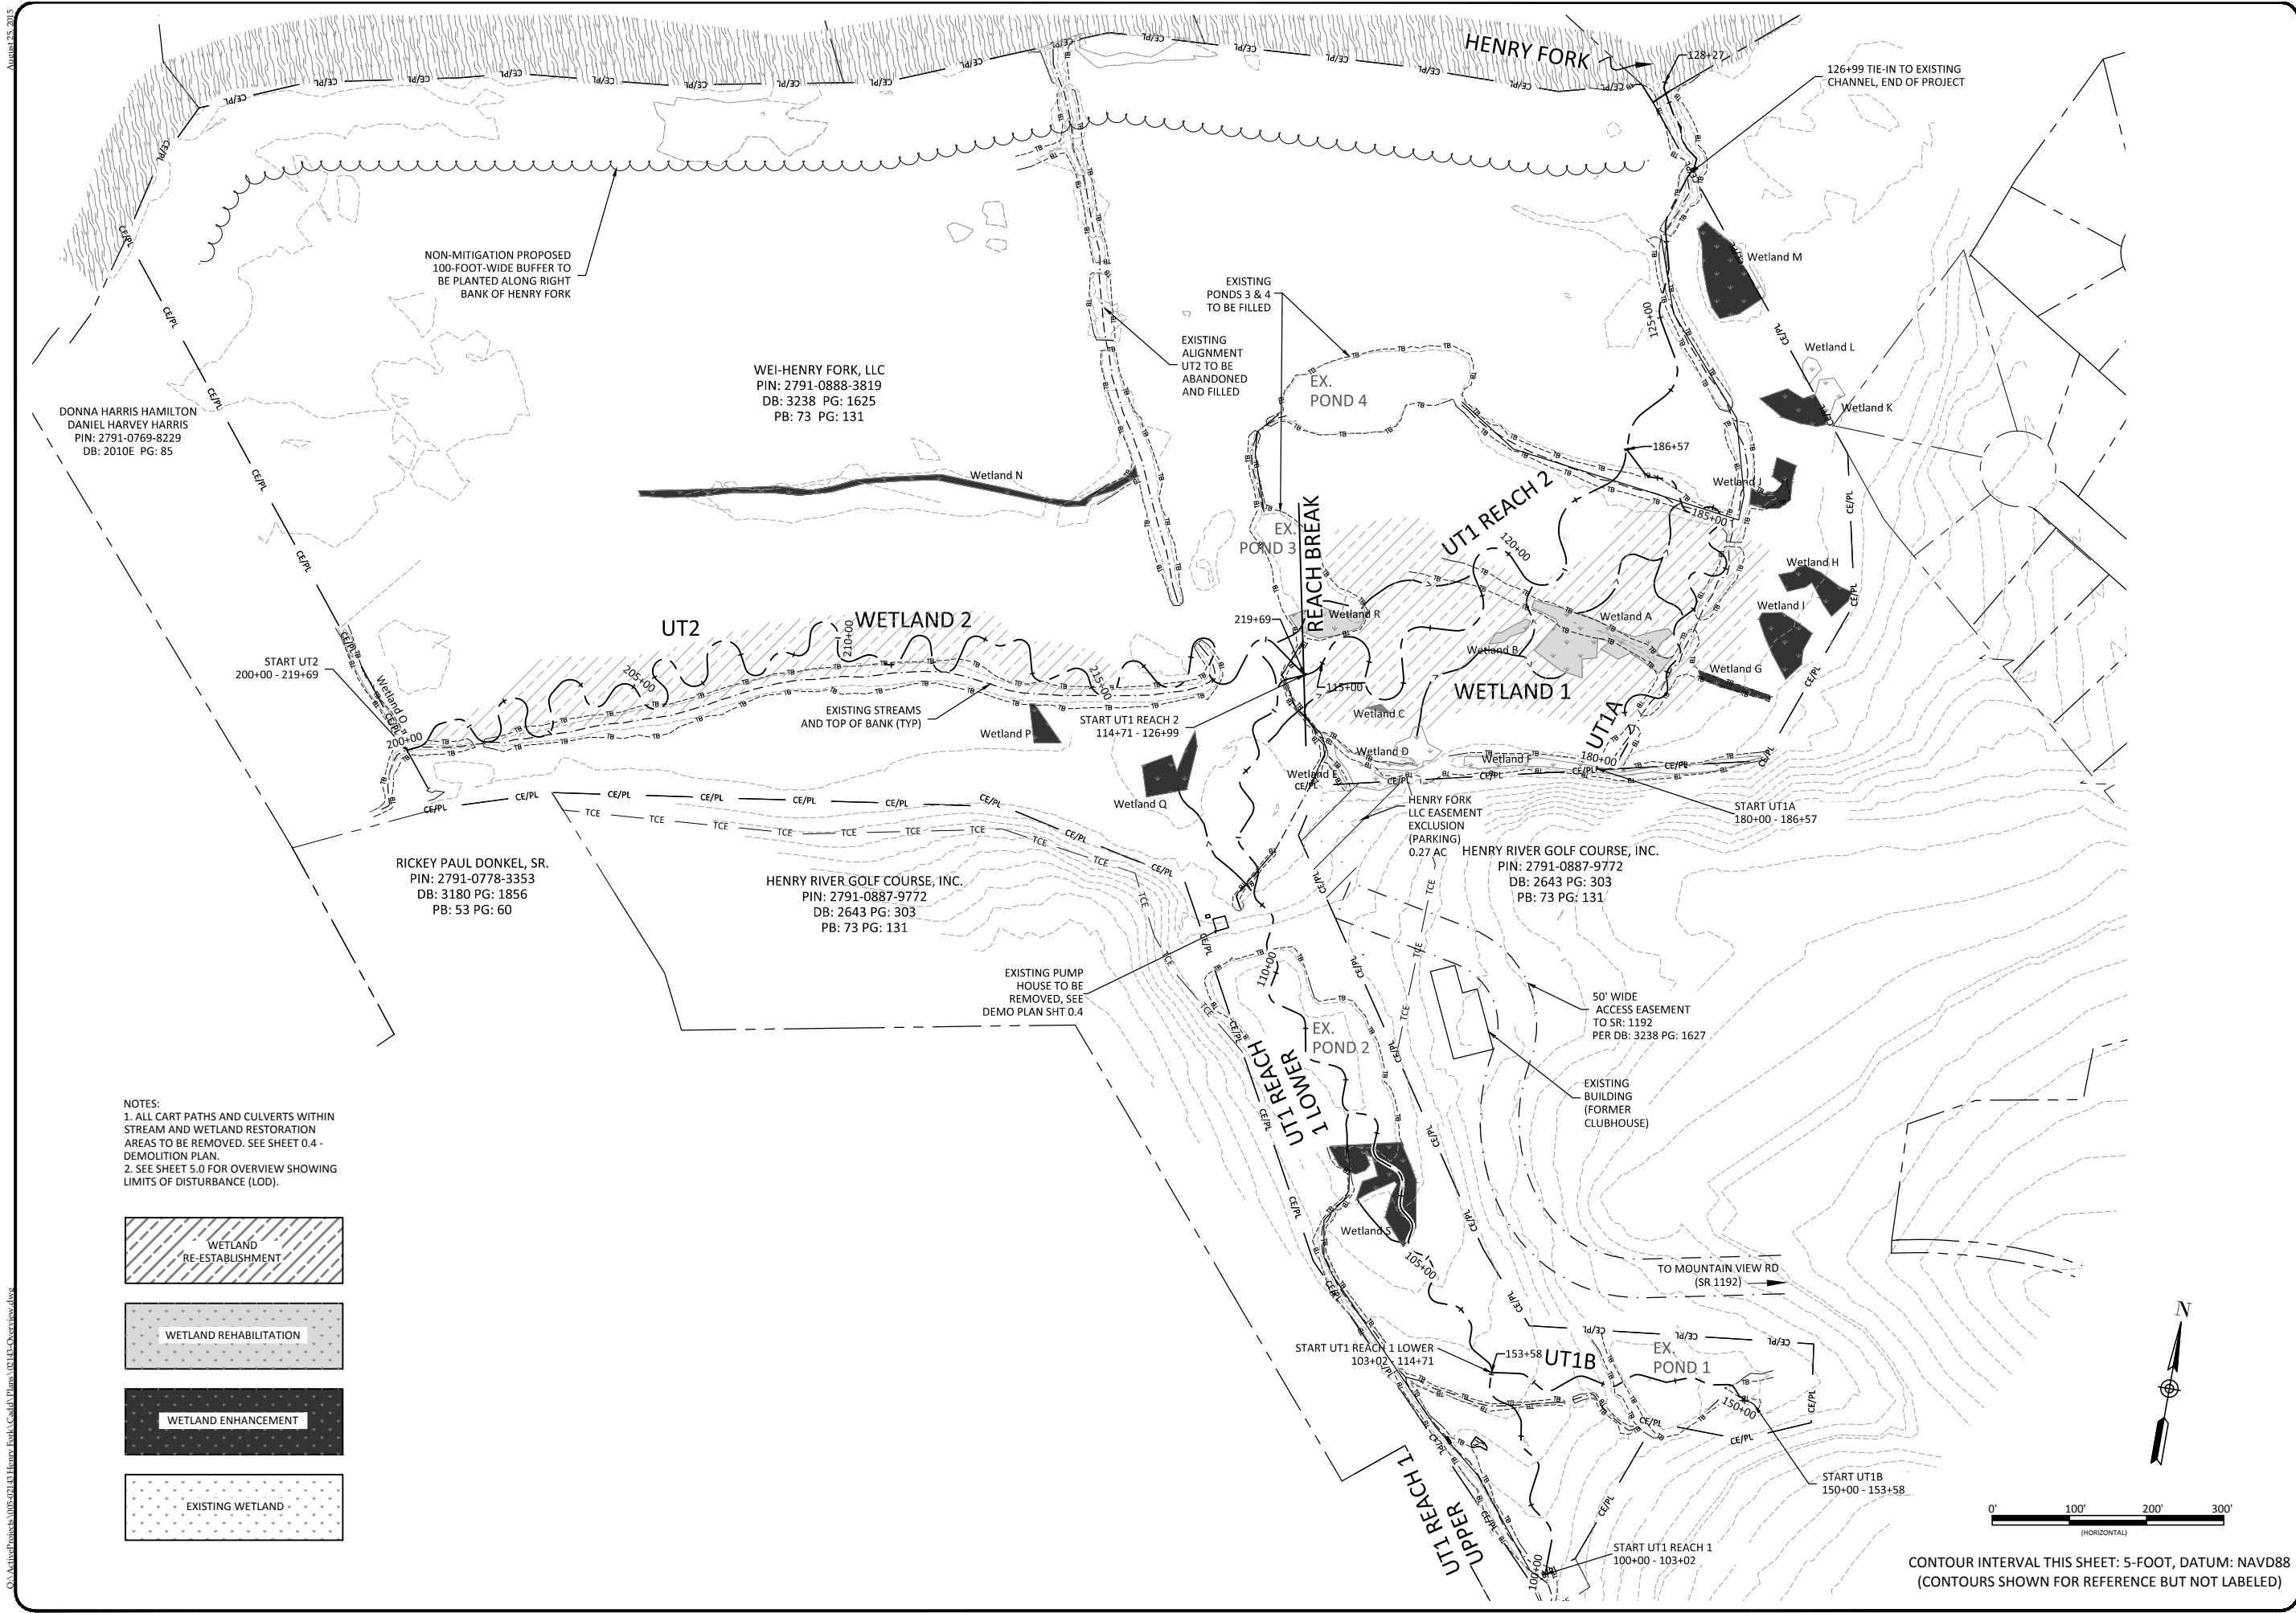 August 25, 2015
HENRY FORK
128+27
126+99 TIE-IN TO EXISTING
CHANNEL, END OF PROJECT
NON-MITIGATION PROPOSED
100-FOOT-WIDE BUFFER TO
BE PLANTED ALONG RIGHT
BANK OF HENRY FORK
Wetland M
EXISTING
PONDS 3 & 4
TO BE FILLED
125+00
EXISTING
ALIGNMENT
UT2 TO BE
ABANDONED
AND FILLED
Wetland L
WEI-HENRY FORK, LLC
PIN: 2791-0888-3819
DB: 3238 PG: 1625
PB: 73 PG: 131
EX.
POND 4
Wetland K
DONNA HARRIS HAMILTON
DANIEL HARVEY HARRIS
PIN: 2791-0769-8229
DB: 2010E PG: 85
186+57
Wetland N
Wetland J
UT1 REACH 2
185+00
EX.
POND 3
REACH BREAK
120+00
Wetland H
Wetland I
UT2
WETLAND 2
210+00
219+69
Wetland R
Wetland A
Wetland B
START UT2
200+00 - 219+69
205+00
215+00
Wetland G
Wetland O
115+00
WETLAND 1
EXISTING STREAMS
AND TOP OF BANK (TYP)
START UT1 REACH 2
114+71 - 126+99
Wetland C
Wetland P
200+00
UT1A
Wetland D
Wetland F
180+00
Wetland E
Wetland Q
HENRY FORK
LLC EASEMENT
EXCLUSION
(PARKING)
0.27 AC
START UT1A
180+00 - 186+57
CE/PL
TCE
TB
RICKEY PAUL DONKEL, SR.
PIN: 2791-0778-3353
DB: 3180 PG: 1856
PB: 53 PG: 60
HENRY RIVER GOLF COURSE, INC.
PIN: 2791-0887-9772
DB: 2643 PG: 303
PB: 73 PG: 131
HENRY RIVER GOLF COURSE, INC.
PIN: 2791-0887-9772
DB: 2643 PG: 303
PB: 73 PG: 131
110+00
EXISTING PUMP
HOUSE TO BE
REMOVED, SEE
DEMO PLAN SHT 0.4
50' WIDE
ACCESS EASEMENT
TO SR: 1192
PER DB: 3238 PG: 1627
EX.
POND 2
UT1 REACH
1 LOWER
EXISTING
BUILDING
(FORMER
CLUBHOUSE)
NOTES:
1. ALL CART PATHS AND CULVERTS WITHIN
STREAM AND WETLAND RESTORATION
AREAS TO BE REMOVED. SEE SHEET 0.4 -
DEMOLITION PLAN.
2. SEE SHEET 5.0 FOR OVERVIEW SHOWING
LIMITS OF DISTURBANCE (LOD).
Wetland S
105+00
WETLAND
RE-ESTABLISHMENT
TO MOUNTAIN VIEW RD
(SR 1192)
WETLAND REHABILITATION
START UT1 REACH 1 LOWER
103+02 - 114+71
153+58
UT1B
EX.
POND 1
150+00
WETLAND ENHANCEMENT
UT1 REACH 1
UPPER
START UT1B
150+00 - 153+58
EXISTING WETLAND
START UT1 REACH 1
100+00 - 103+02
100+00
N
0' 100' 200' 300'
(HORIZONTAL)
CONTOUR INTERVAL THIS SHEET: 5-FOOT, DATUM: NAVD88
(CONTOURS SHOWN FOR REFERENCE BUT NOT LABELED)
Q:\ActiveProjects\005-02143 Henry Fork\Cadd\Plans\02143-Overview.dwg